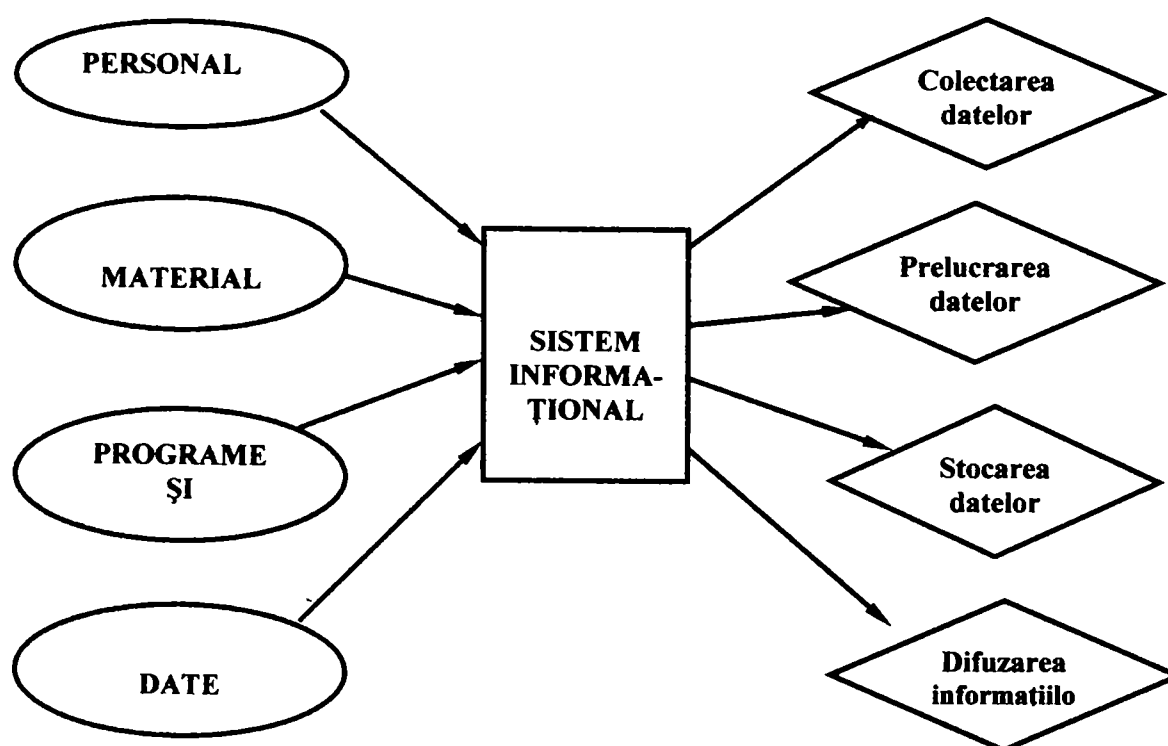 PERSONAL
MATERIAL
PROGRAME
ŞI
DATE
SISTEM
INFORMA-
ŢIONAL
Colectarea
datelor
Prelucrarea
datelor
Stocarea
datelor
Difuzarea
informatiilo